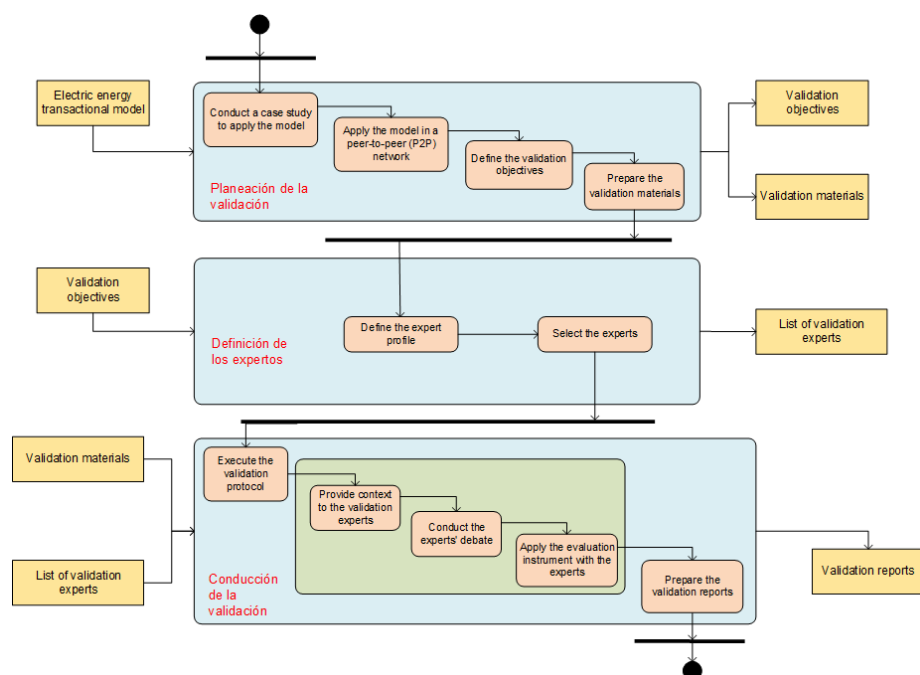 Electric energy
transactional model
Conduct a case study
to apply the model
Apply the model in a
peer-to-peer (P2P)
network
Define the validation
objectives
Prepare the
validation materials
Planeación de la
validación
Validation
objectives
Validation materials
Validation
objectives
Define the expert
profile
Select the experts
Definición de
los expertos
List of validation
experts
Validation materials
List of validation
experts
Execute the
validation
protocol
Provide context
to the validation
experts
Conduct the
experts' debate
Apply the evaluation
instrument with the
experts
Prepare the
validation reports
Conducción
de la
validación
Validation reports